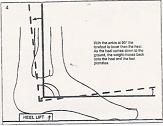 4
With the ankle at 90° the
forefoot is lower than the heel.
As the heel comes down to the
ground, the weight moves back
onto the heel and the foot
pronates.
HEEL LIFT